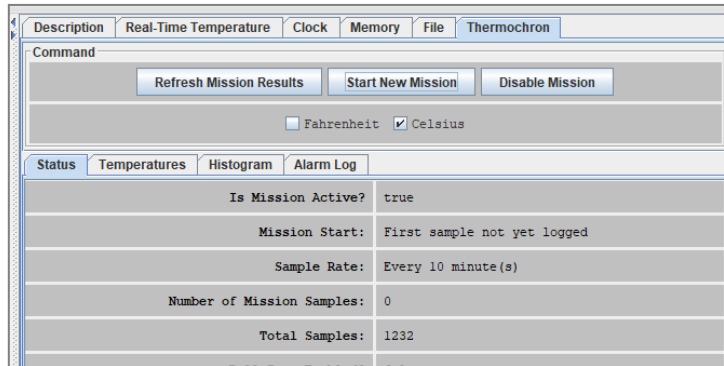 Description Real-Time Temperature Clock Memory File Thermochron
Command
Refresh Mission Results Start New Mission Disable Mission
Fahrenheit Celsius
Status Temperatures Histogram Alarm Log
Is Mission Active? true
Mission Start: First sample not yet logged
Sample Rate: Every 10 minute(s)
Number of Mission Samples: 0
Total Samples: 1232